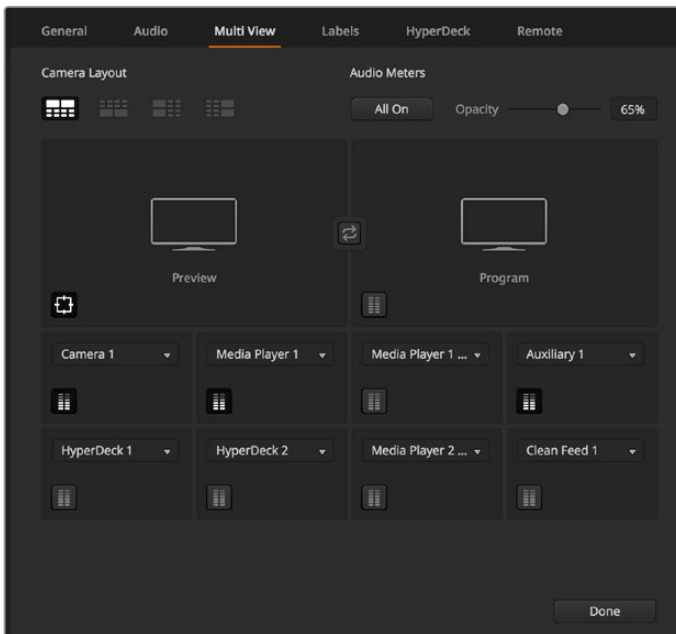 General Audio Multi View Labels HyperDeck Remote
Camera Layout Audio Meters
All On Opacity 65%
Preview Program
Camera 1 Media Player 1 Media Player 1 ... Auxiliary 1
HyperDeck 1 HyperDeck 2 Media Player 2 ... Clean Feed 1
Done